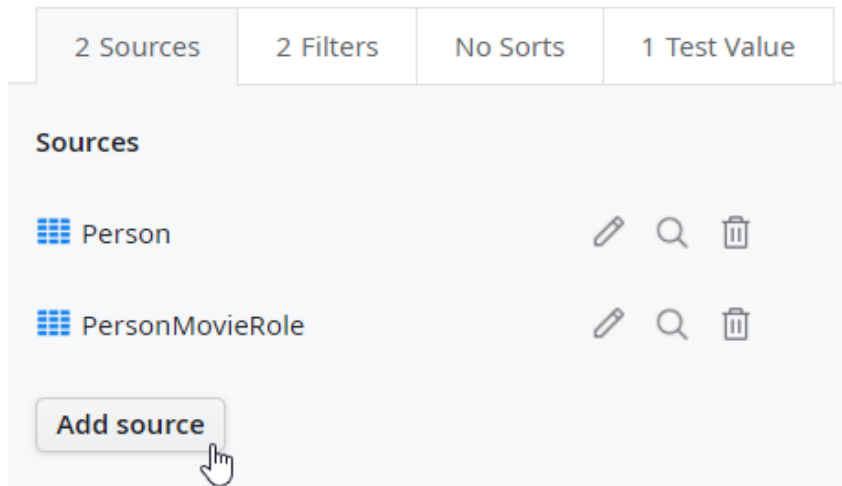 2 Sources 2 Filters No Sorts 1 Test Value
Sources
Person
PersonMovieRole
Add source